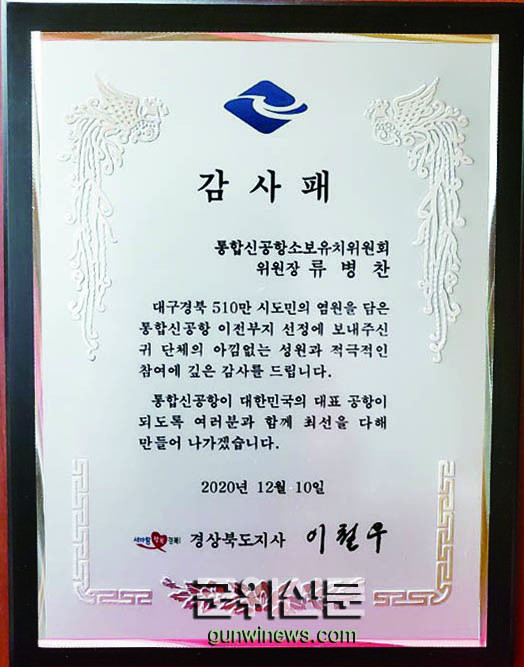 감 사 패
통합신공항소보유치위원회
위원장 류 병 찬
대구경북 510만 시도민의 염원을 담은
통합신공항 이전부지 선정에 보내주신
귀 단체의 아낌없는 성원과 적극적인
참여에 깊은 감사를 드립니다.
통합신공항이 대한민국의 대표 공항이
되도록 여러분과 함께 최선을 다해
만들어 나가겠습니다.
2020년 12월 10일
새바람 행복 경북! 경상북도지사 이철우
군위신문
gunwinews.com